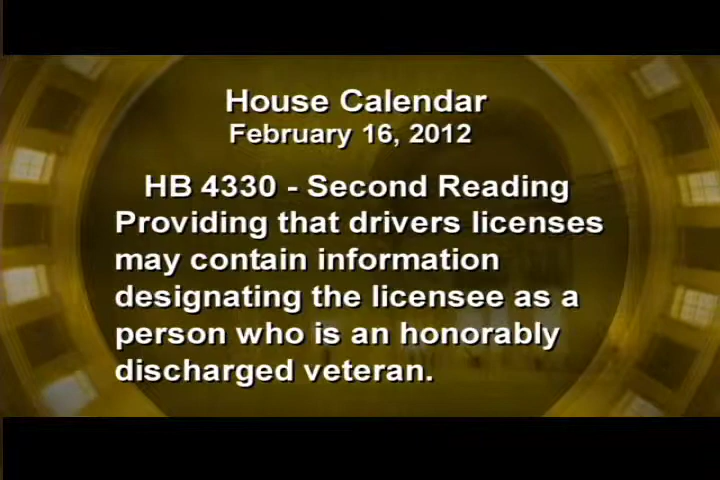 House Calendar
February 16, 2012
HB 4330 - Second Reading
Providing that drivers licenses
may contain information
designating the licensee as a
person who is an honorably
discharged veteran.